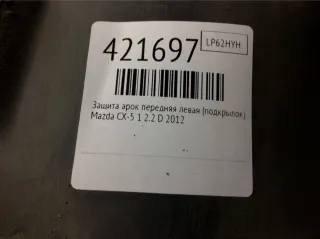 421697
LP62HYH
Защита арок передняя левая (подкрылок)
Mazda CX-5 1 2.2 D 2012